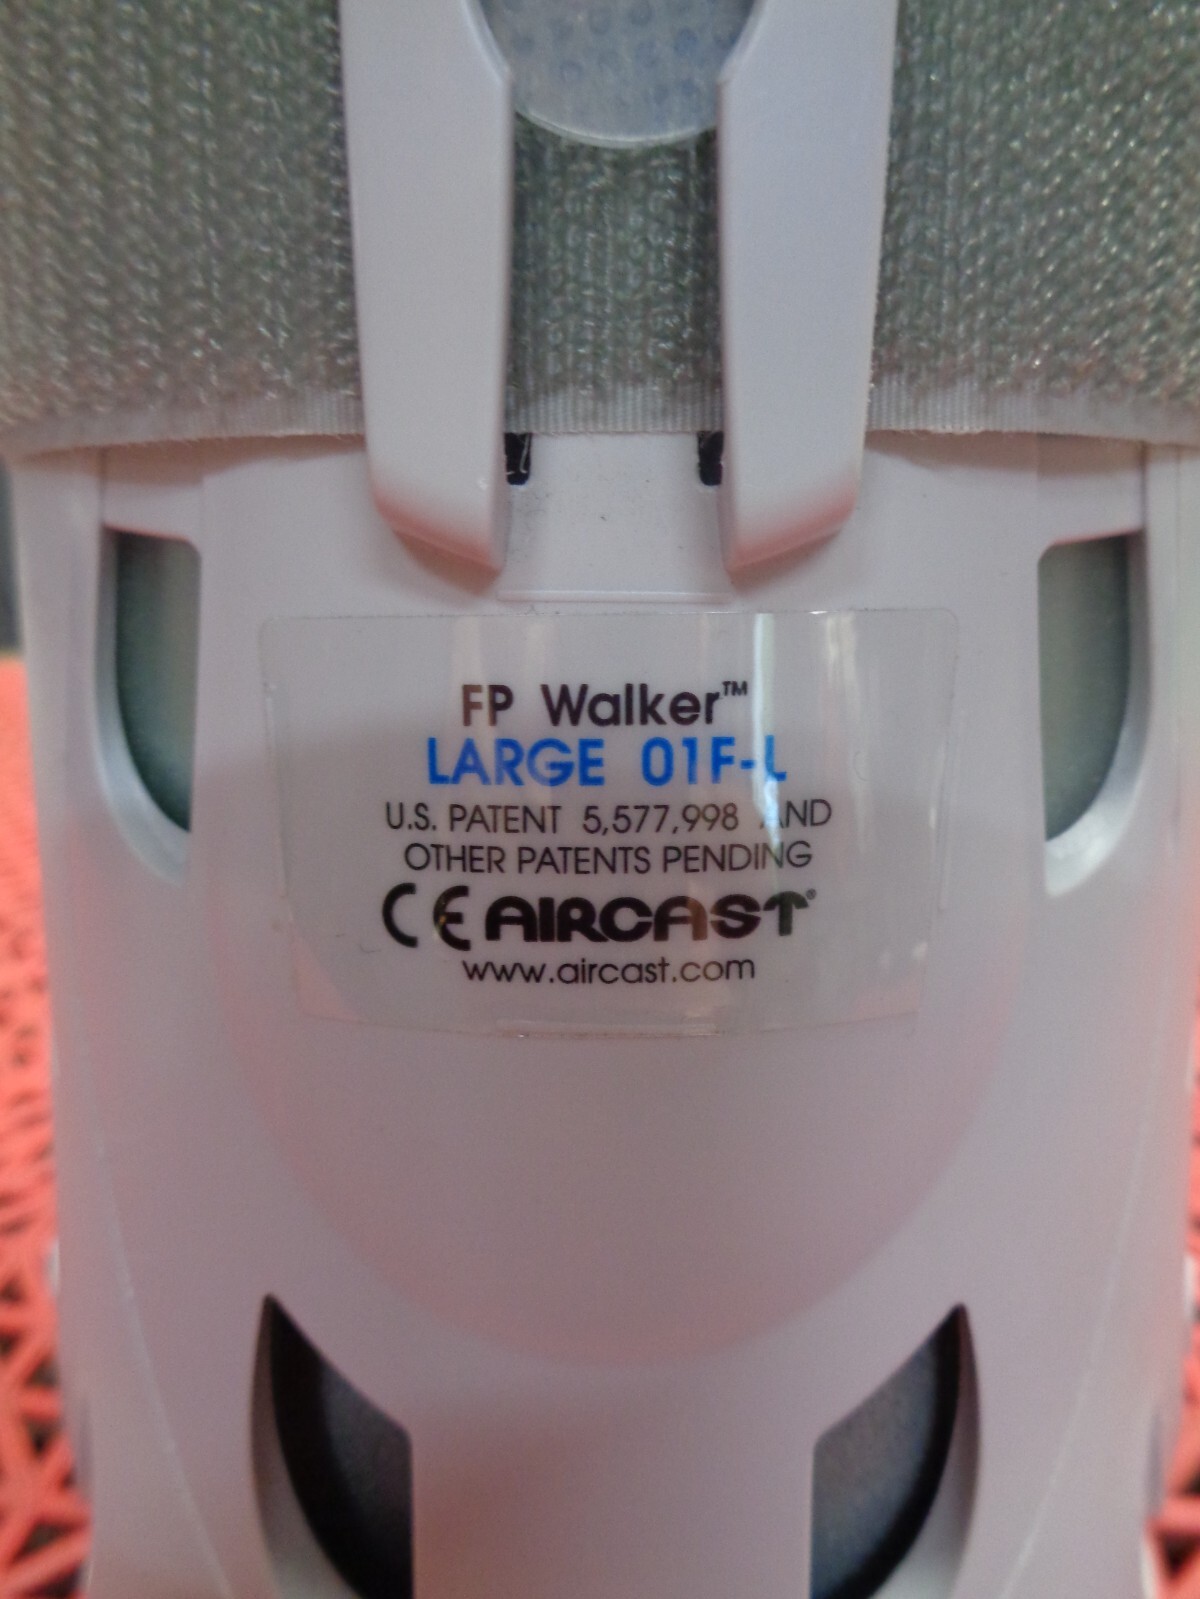 FP Walker™
LARGE 01F-L
U.S. PATENT 5,577,998 AND
OTHER PATENTS PENDING
CE AIRCAST®
www.aircast.com